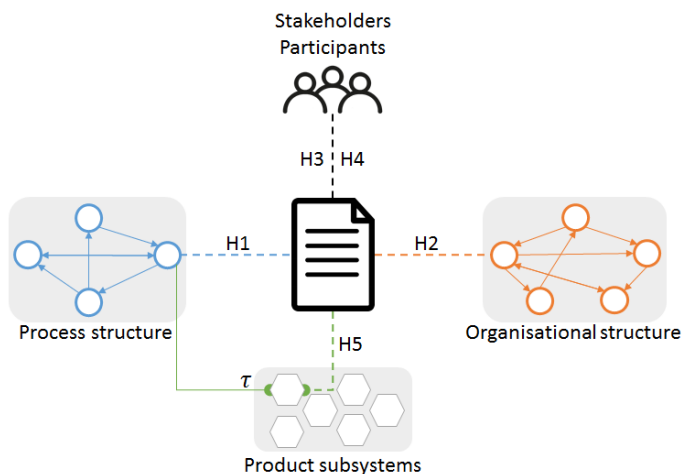 Stakeholders
Participants
H3 H4
H1
H2
Process structure
Organisational structure
H5
τ
Product subsystems